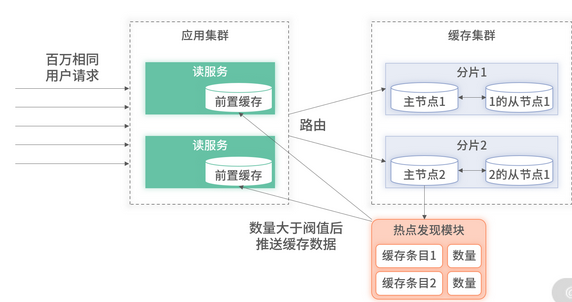 应用集群
缓存集群
百万相同
用户请求
读服务
前置缓存
读服务
前置缓存
路由
分片1
主节点1
1的从节点1
分片2
主节点2
2的从节点1
数量大于阀值后
推送缓存数据
热点发现模块
缓存条目1
数量
缓存条目2
数量